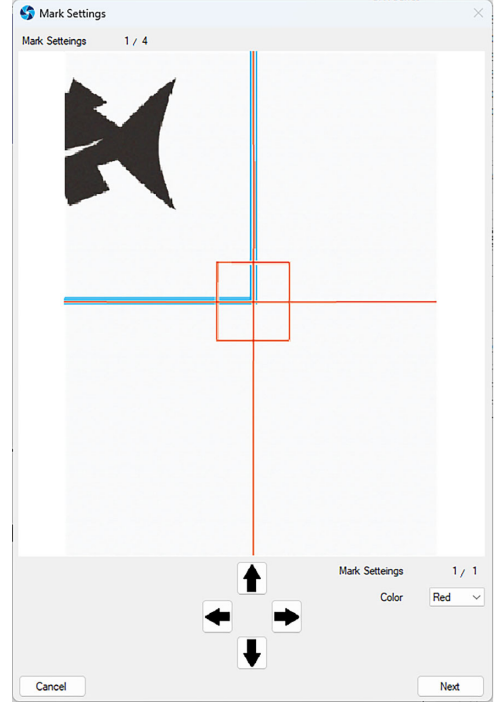 Mark Settings
Mark Setteings 1 / 4
Mark Setteings 1 / 1
Color Red
Cancel Next